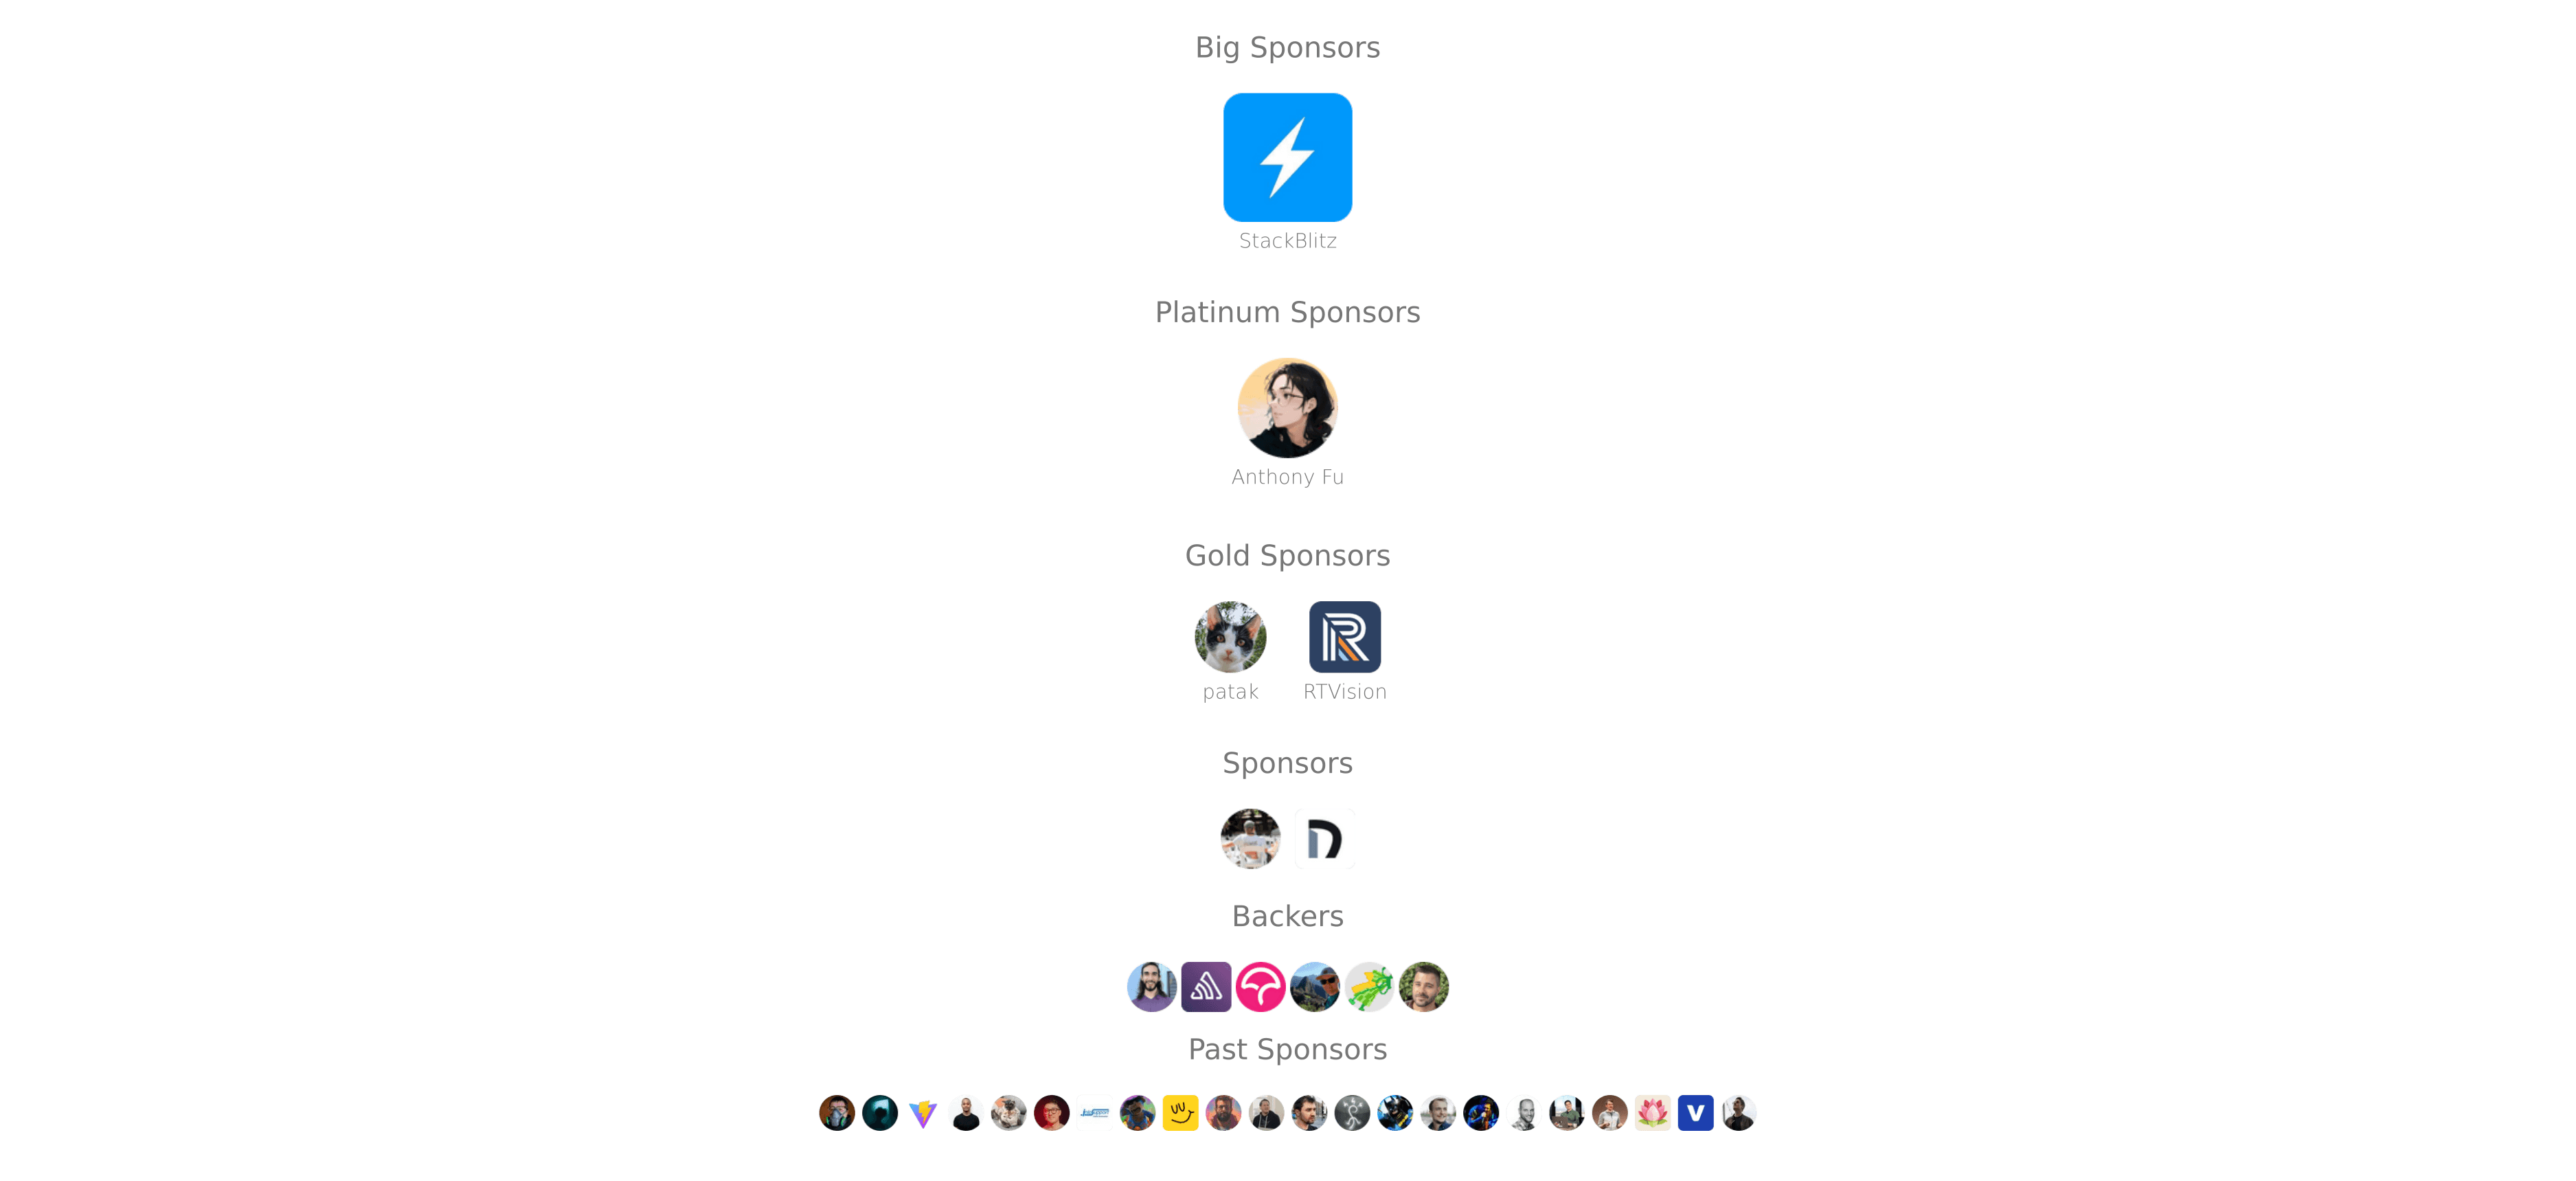 Big Sponsors
StackBlitz
Platinum Sponsors
Anthony Fu
Gold Sponsors
patak RTVision
Sponsors
Backers
Past Sponsors